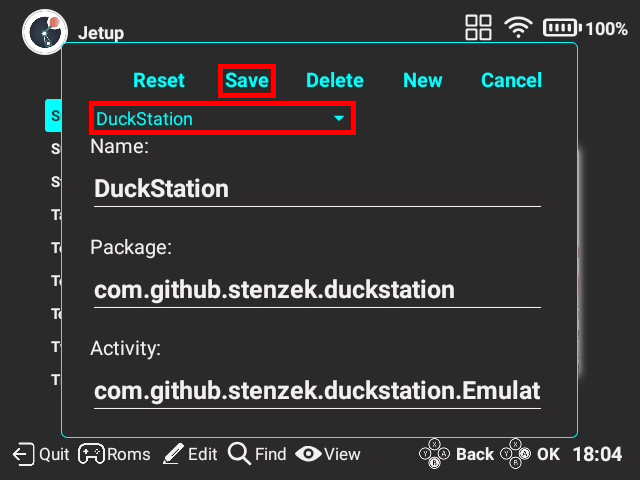 Jetup
100%
Reset Save Delete New Cancel
DuckStation
Name:
DuckStation
Package:
com.github.stenzek.duckstation
Activity:
com.github.stenzek.duckstation.Emulat
Quit Roms Edit Find View Back OK 18:04